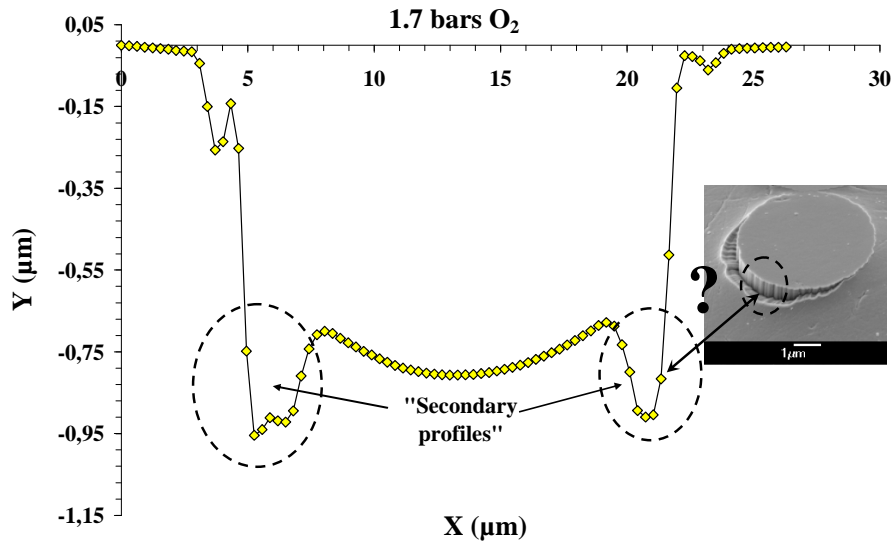 1.7 bars O₂
0,05
-0,15
-0,35
-0,55
-0,75
-0,95
-1,15
0
5
10
15
20
25
30
Y (µm)
?
1µm
"Secondary
profiles"
X (µm)